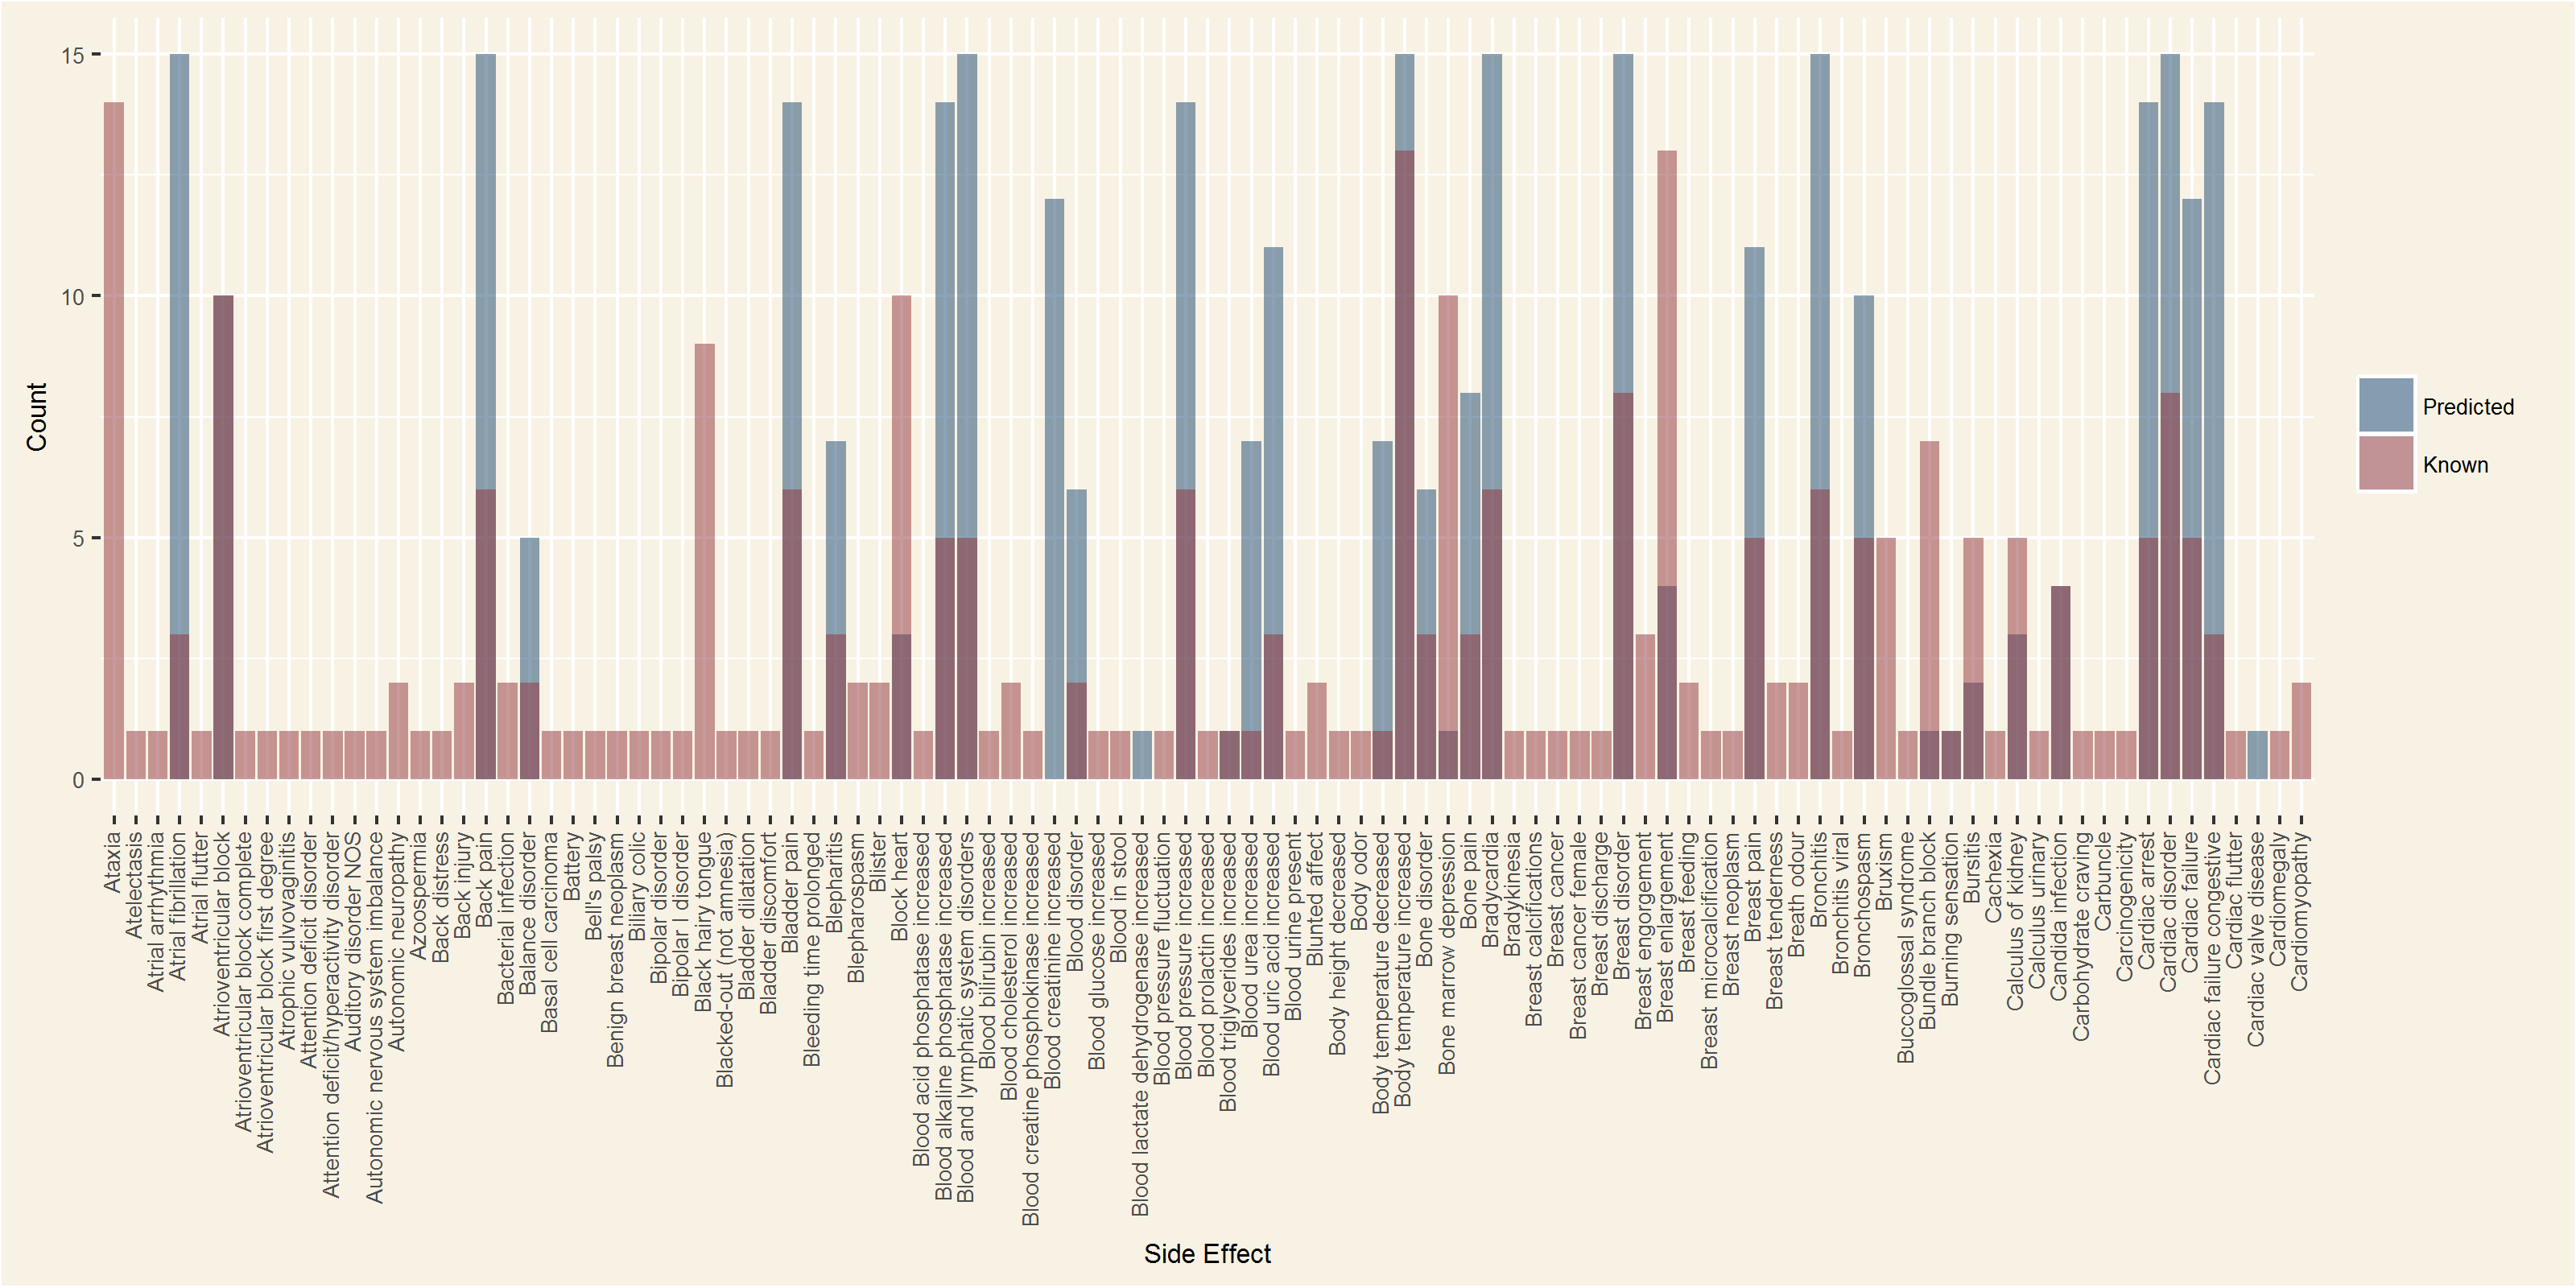 15
10
5
0
Count
Ataxia
Atelectasis
Atrial arrhythmia
Atrial fibrillation
Atrial flutter
Atrioventricular block
Atrioventricular block complete
Atrioventricular block first degree
Atrophic vulvovaginitis
Attention deficit disorder
Attention deficit/hyperactivity disorder
Auditory disorder NOS
Autonomic nervous system imbalance
Autonomic neuropathy
Azoospermia
Back distress
Back injury
Back pain
Bacterial infection
Balance disorder
Basal cell carcinoma
Battery
Bell's palsy
Benign breast neoplasm
Biliary colic
Bipolar disorder
Bipolar I disorder
Black hairy tongue
Blacked-out (not amnesia)
Bladder dilatation
Bladder discomfort
Bladder pain
Bleeding time prolonged
Blepharitis
Blepharospasm
Blister
Block heart
Blood acid phosphatase increased
Blood alkaline phosphatase increased
Blood and lymphatic system disorders
Blood bilirubin increased
Blood cholesterol increased
Blood creatine phosphokinase increased
Blood creatinine increased
Blood disorder
Blood glucose increased
Blood in stool
Blood lactate dehydrogenase increased
Blood pressure fluctuation
Blood pressure increased
Blood prolactin increased
Blood triglycerides increased
Blood urea increased
Blood uric acid increased
Blood urine present
Blunted affect
Body height decreased
Body odor
Body temperature decreased
Body temperature increased
Bone disorder
Bone marrow depression
Bone pain
Bradycardia
Bradykinesia
Breast calcifications
Breast cancer
Breast cancer female
Breast discharge
Breast disorder
Breast engorgement
Breast enlargement
Breast feeding
Breast microcalcification
Breast neoplasm
Breast pain
Breast tenderness
Breath odour
Bronchitis
Bronchitis viral
Bronchospasm
Bruxism
Buccoglossal syndrome
Bundle branch block
Burning sensation
Bursitis
Cachexia
Calculus of kidney
Calculus urinary
Candida infection
Carbohydrate craving
Carbuncle
Carcinogenicity
Cardiac arrest
Cardiac disorder
Cardiac failure
Cardiac failure congestive
Cardiac flutter
Cardiac valve disease
Cardiomegaly
Cardiomyopathy
Side Effect
Predicted
Known